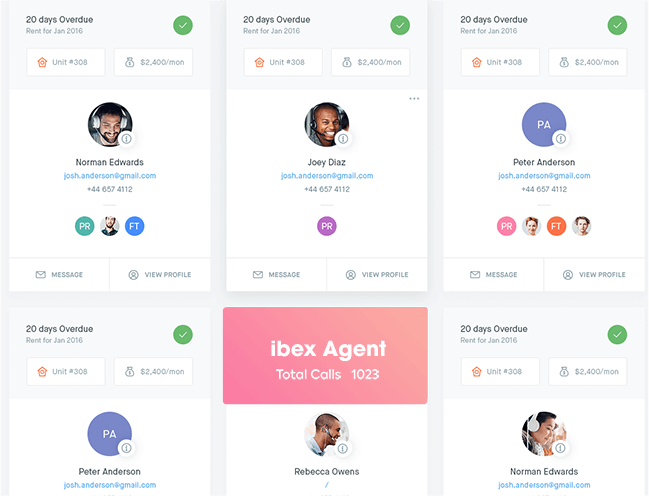 20 days Overdue
Rent for Jan 2016
Unit #308
$2,400/mon
Norman Edwards
josh.anderson@gmail.com
+44 657 4112
PR
FT
MESSAGE
VIEW PROFILE
20 days Overdue
Rent for Jan 2016
Unit #308
$2,400/mon
Joey Diaz
josh.anderson@gmail.com
+44 657 4112
PR
MESSAGE
VIEW PROFILE
20 days Overdue
Rent for Jan 2016
Unit #308
$2,400/mon
PA
Peter Anderson
josh.anderson@gmail.com
+44 657 4112
PR
FT
MESSAGE
VIEW PROFILE
20 days Overdue
Rent for Jan 2016
Unit #308
$2,400/mon
PA
Peter Anderson
josh.anderson@gmail.com
ibex Agent
Total Calls 1023
Rebecca Owens
/
20 days Overdue
Rent for Jan 2016
Unit #308
$2,400/mon
Norman Edwards
josh.anderson@gmail.com